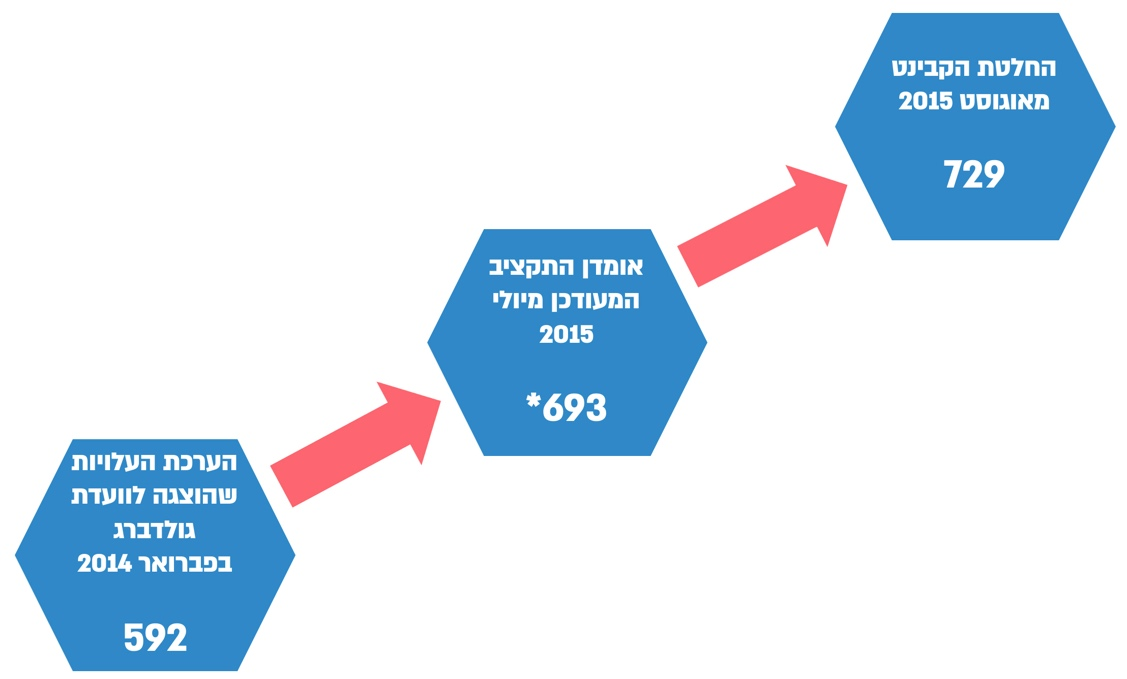 החלטת הקבינט
מאוגוסט 2015
729
אומדן התקציב
המעודכן מיולי
2015
693*
הערכת העלויות
שהוצגה לוועדת
גולדברג
בפברואר 2014
592